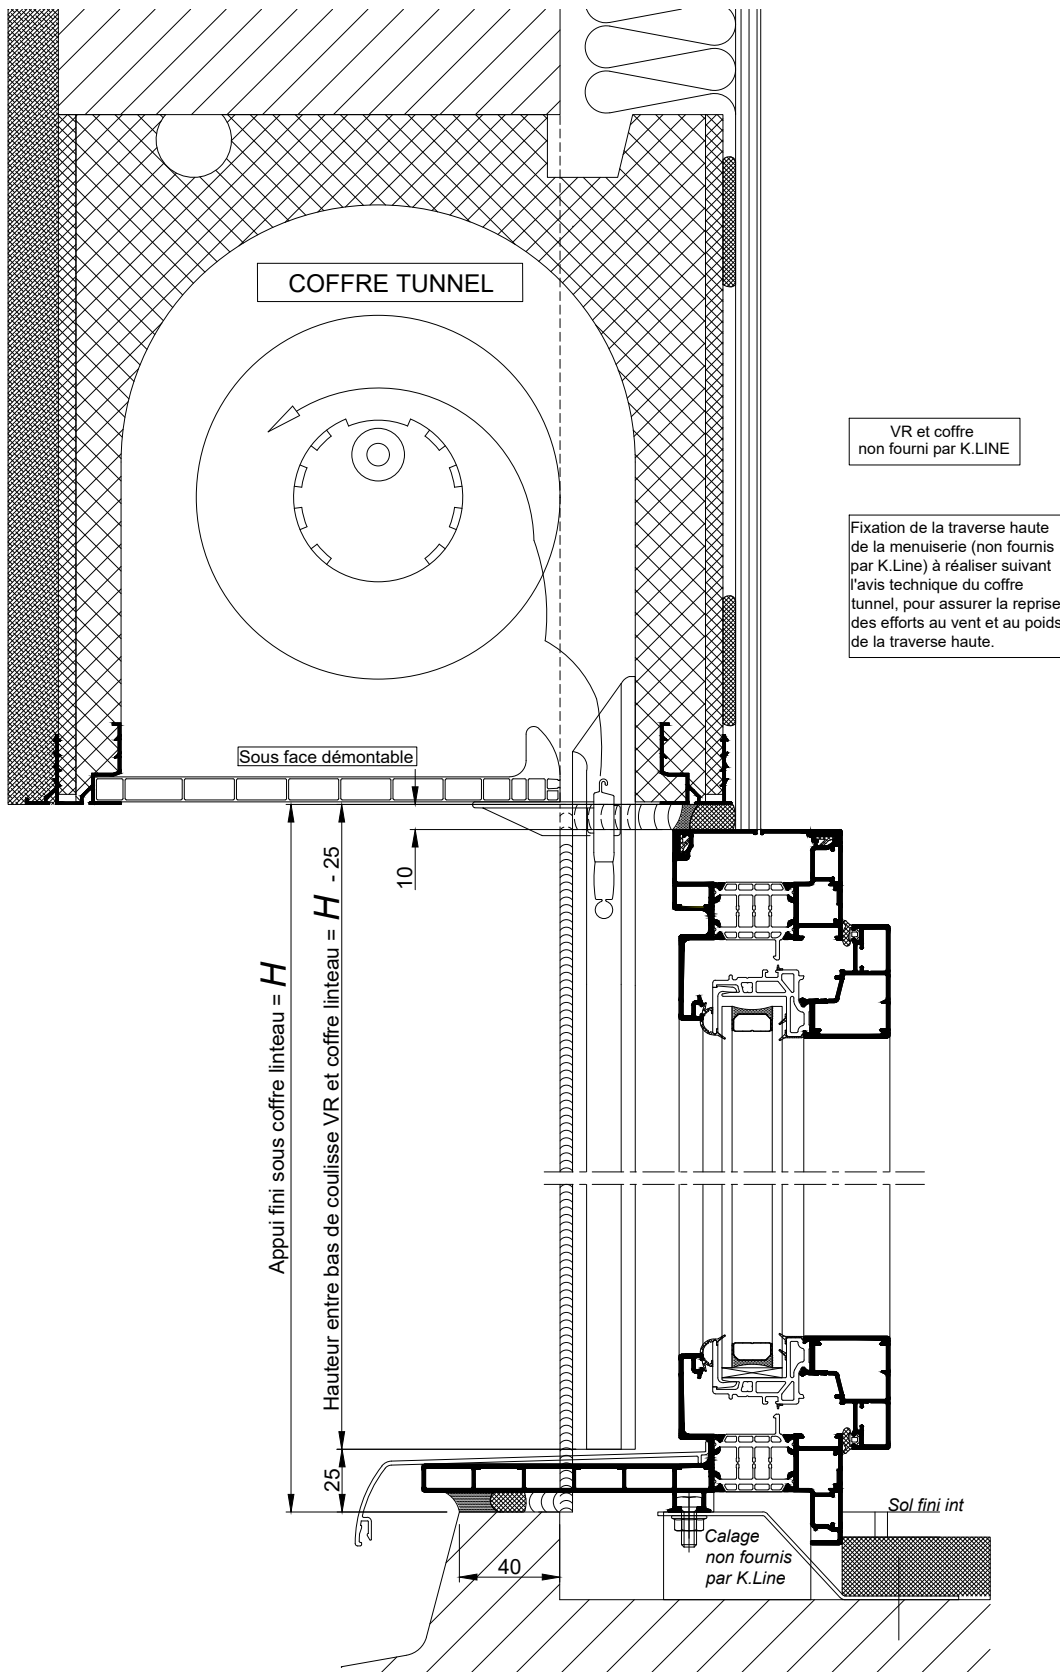 COFFRE TUNNEL
VR et coffre
non fourni par K.LINE
Fixation de la traverse haute
de la menuiserie (non fournis
par K.Line) à réaliser suivant
l'avis technique du coffre
tunnel, pour assurer la reprise
des efforts au vent et au poids
de la traverse haute.
Sous face démontable
10
Appui fini sous coffre linteau = H
Hauteur entre bas de coulisse VR et coffre linteau = H - 25
25
40
Sol fini int
Calage
non fournis
par K.Line